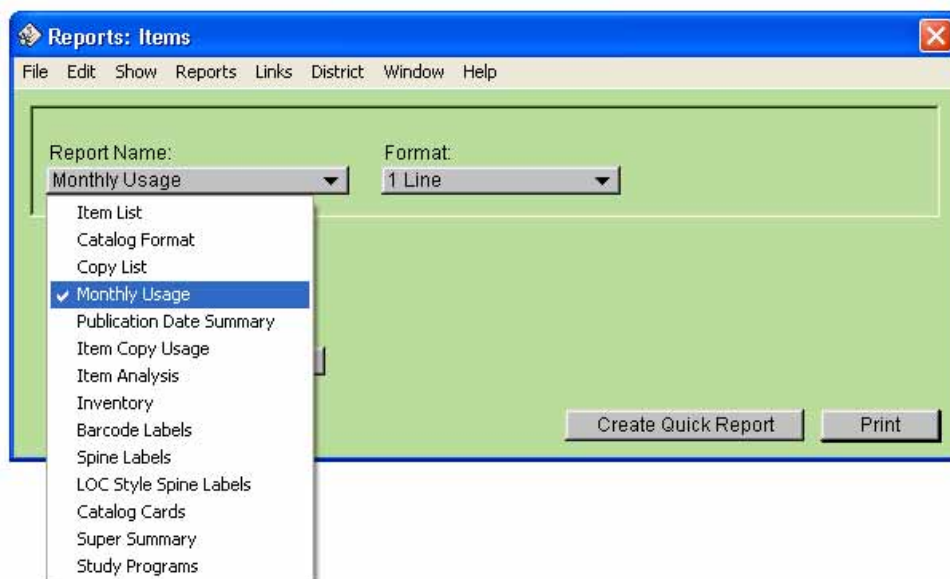 Reports: Items
File Edit Show Reports Links District Window Help
Report Name: Format:
Monthly Usage 1 Line
Item List
Catalog Format
Copy List
Monthly Usage
Publication Date Summary
Item Copy Usage
Item Analysis
Inventory
Barcode Labels
Spine Labels
LOC Style Spine Labels
Catalog Cards
Super Summary
Study Programs
Create Quick Report Print